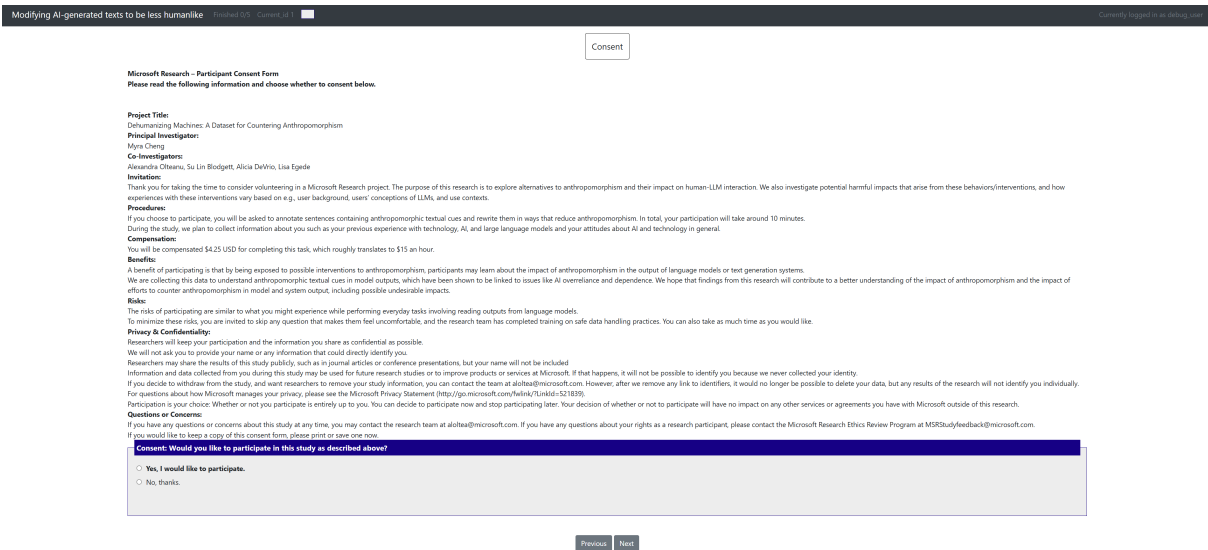 Modifying AI-generated texts to be less humanlike Finished 0/5 Current_id 1 Currently logged in as debug_user
Consent
Microsoft Research – Participant Consent Form
Please read the following information and choose whether to consent below.
Project Title:
Dehumanizing Machines: A Dataset for Countering Anthropomorphism
Principal Investigator:
Myra Cheng
Co-Investigators:
Alexandra Olteanu, Su Lin Blodgett, Alicia DeVrio, Lisa Egede
Invitation:
Thank you for taking the time to consider volunteering in a Microsoft Research project. The purpose of this research is to explore alternatives to anthropomorphism and their impact on human-LLM interaction. We also investigate potential harmful impacts that arise from these behaviors/interventions, and how
experiences with these interventions vary based on e.g., user background, users' conceptions of LLMs, and use contexts.
Procedures:
If you choose to participate, you will be asked to annotate sentences containing anthropomorphic textual cues and rewrite them in ways that reduce anthropomorphism. In total, your participation will take around 10 minutes.
During the study, we plan to collect information about you such as your previous experience with technology, AI, and large language models and your attitudes about AI and technology in general.
Compensation:
You will be compensated $4.25 USD for completing this task, which roughly translates to $15 an hour.
Benefits:
A benefit of participating is that by being exposed to possible interventions to anthropomorphism, participants may learn about the impact of anthropomorphism in the output of language models or text generation systems.
We are collecting this data to understand anthropomorphic textual cues in model outputs, which have been shown to be linked to issues like AI overreliance and dependence. We hope that findings from this research will contribute to a better understanding of the impact of anthropomorphism and the impact of
efforts to counter anthropomorphism in model and system output, including possible undesirable impacts.
Risks:
The risks of participating are similar to what you might experience while performing everyday tasks involving reading outputs from language models.
To minimize these risks, you are invited to skip any question that makes them feel uncomfortable, and the research team has completed training on safe data handling practices. You can also take as much time as you would like.
Privacy & Confidentiality:
Researchers will keep your participation and the information you share as confidential as possible.
We will not ask you to provide your name or any information that could directly identify you.
Researchers may share the results of this study publicly, such as in journal articles or conference presentations, but your name will not be included
Information and data collected from you during this study may be used for future research studies or to improve products or services at Microsoft. If that happens, it will not be possible to identify you because we never collected your identity.
If you decide to withdraw from the study, and want researchers to remove your study information, you can contact the team at aloltea@microsoft.com. However, after we remove any link to identifiers, it would no longer be possible to delete your data, but any results of the research will not identify you individually.
For questions about how Microsoft manages your privacy, please see the Microsoft Privacy Statement (http://go.microsoft.com/fwlink/?LinkId=521839).
Participation is your choice: Whether or not you participate is entirely up to you. You can decide to participate now and stop participating later. Your decision of whether or not to participate will have no impact on any other services or agreements you have with Microsoft outside of this research.
Questions or Concerns:
If you have any questions or concerns about this study at any time, you may contact the research team at aloltea@microsoft.com. If you have any questions about your rights as a research participant, please contact the Microsoft Research Ethics Review Program at MSRStudyfeedback@microsoft.com.
If you would like to keep a copy of this consent form, please print or save one now.
Consent: Would you like to participate in this study as described above?
Yes, I would like to participate.
No, thanks.
Previous Next